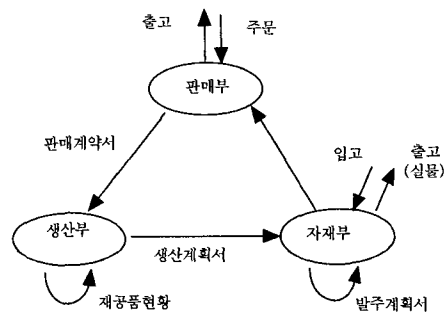 출고
주문
판매부
판매계약서
입고
출고
(실물)
생산부
자재부
생산계획서
재공품현황
발주계획서